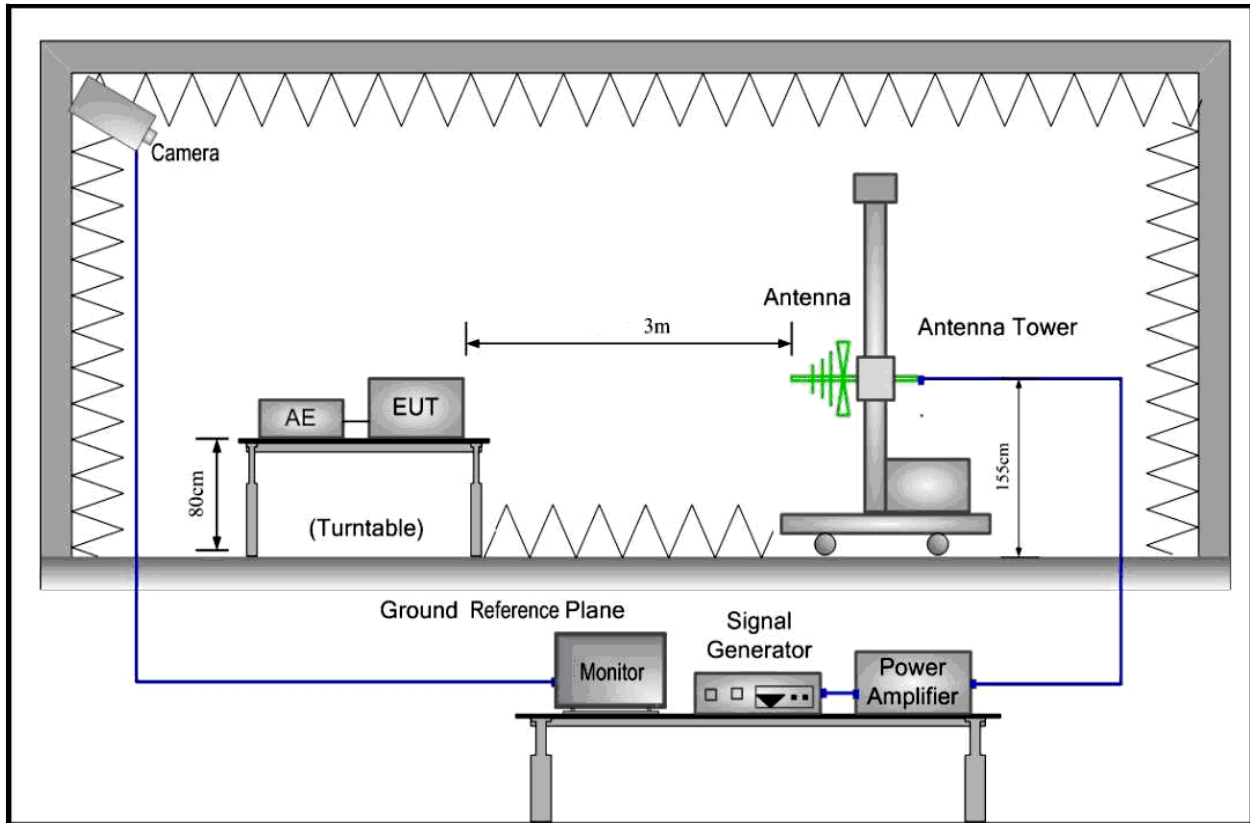 Camera
Antenna
3m
Antenna Tower
AE
EUT
80cm
155cm
(Turntable)
Ground Reference Plane
Signal
Generator
Monitor
Power
Amplifier